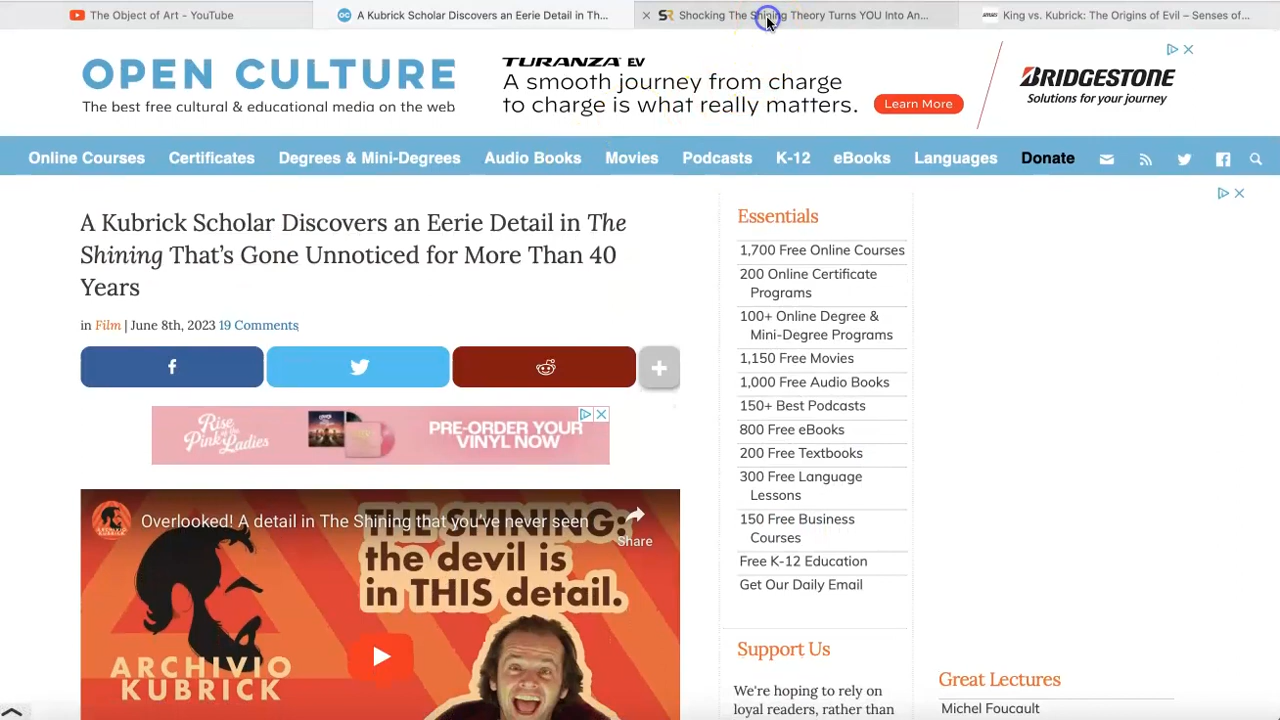 The Object of Art - YouTube
A Kubrick Scholar Discovers an Eerie Detail in Th...
Shocking The Shining Theory Turns YOU Into An...
King vs. Kubrick: The Origins of Evil – Senses of...
OPEN CULTURE
The best free cultural & educational media on the web
TURANZA EV
A smooth journey from charge
to charge is what really matters.
Learn More
BRIDGESTONE
Solutions for your journey
Online Courses Certificates Degrees & Mini-Degrees Audio Books Movies Podcasts K-12 eBooks Languages Donate
A Kubrick Scholar Discovers an Eerie Detail in The
Shining That's Gone Unnoticed for More Than 40
Years
in Film | June 8th, 2023 19 Comments
Rise of the
Pink Ladies
PRE-ORDER YOUR
VINYL NOW
Overlooked! A detail in The Shining that you've never seen
Share
THE SHINING:
the devil is
in THIS detail.
ARCHIVIO
KUBRICK
Essentials
1,700 Free Online Courses
200 Online Certificate
Programs
100+ Online Degree &
Mini-Degree Programs
1,150 Free Movies
1,000 Free Audio Books
150+ Best Podcasts
800 Free eBooks
200 Free Textbooks
300 Free Language
Lessons
150 Free Business
Courses
Free K-12 Education
Get Our Daily Email
Support Us
We're hoping to rely on
loyal readers, rather than
Great Lectures
Michel Foucault